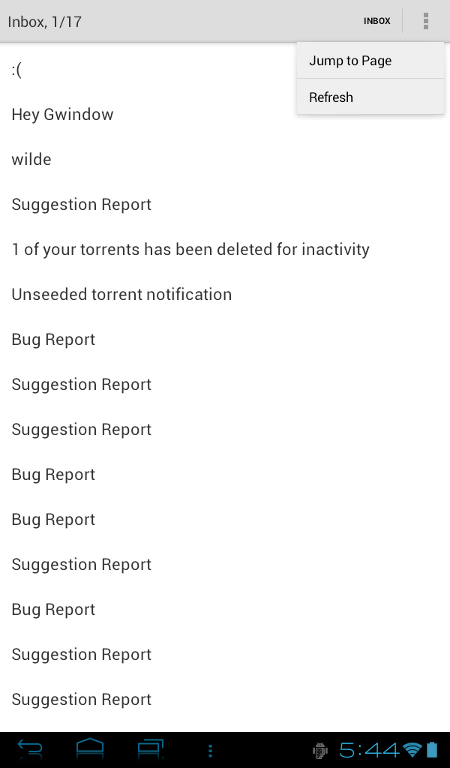 Inbox, 1/17
INBOX
Jump to Page
Refresh
:(
Hey Gwindow
wilde
Suggestion Report
1 of your torrents has been deleted for inactivity
Unseeded torrent notification
Bug Report
Suggestion Report
Suggestion Report
Bug Report
Bug Report
Suggestion Report
Bug Report
Suggestion Report
Suggestion Report
5:44